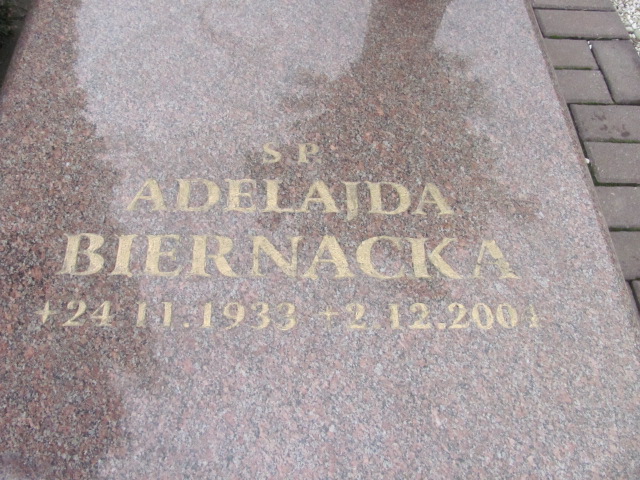 S P
ADELAJDA
BIERNACKA
+24 11.1933 +